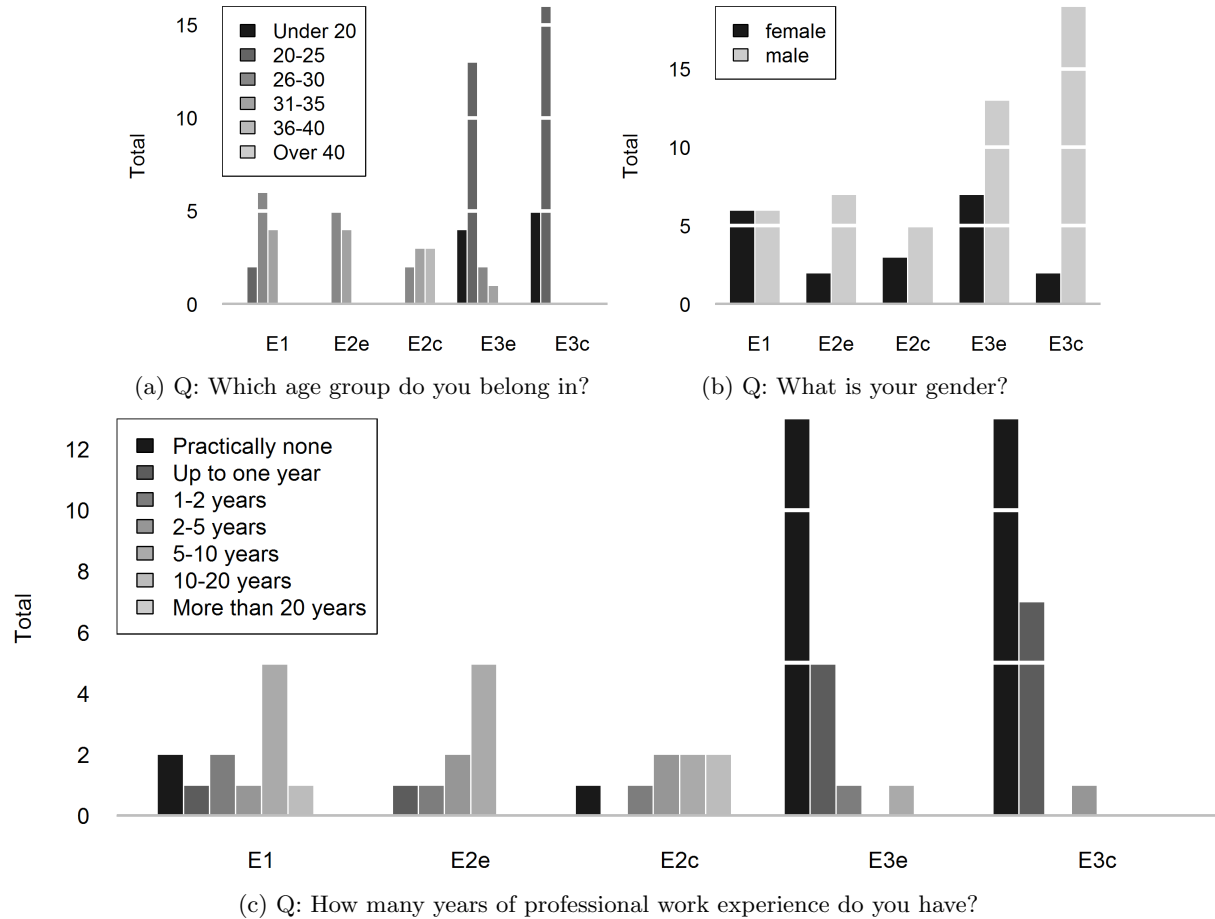 Total
15
10
5
0
Under 20
20-25
26-30
31-35
36-40
Over 40
E1
E2e
E2c
E3e
E3c
(a) Q: Which age group do you belong in?
Total
15
10
5
0
female
male
E1
E2e
E2c
E3e
E3c
(b) Q: What is your gender?
Total
12
10
8
6
4
2
0
Practically none
Up to one year
1-2 years
2-5 years
5-10 years
10-20 years
More than 20 years
E1
E2e
E2c
E3e
E3c
(c) Q: How many years of professional work experience do you have?